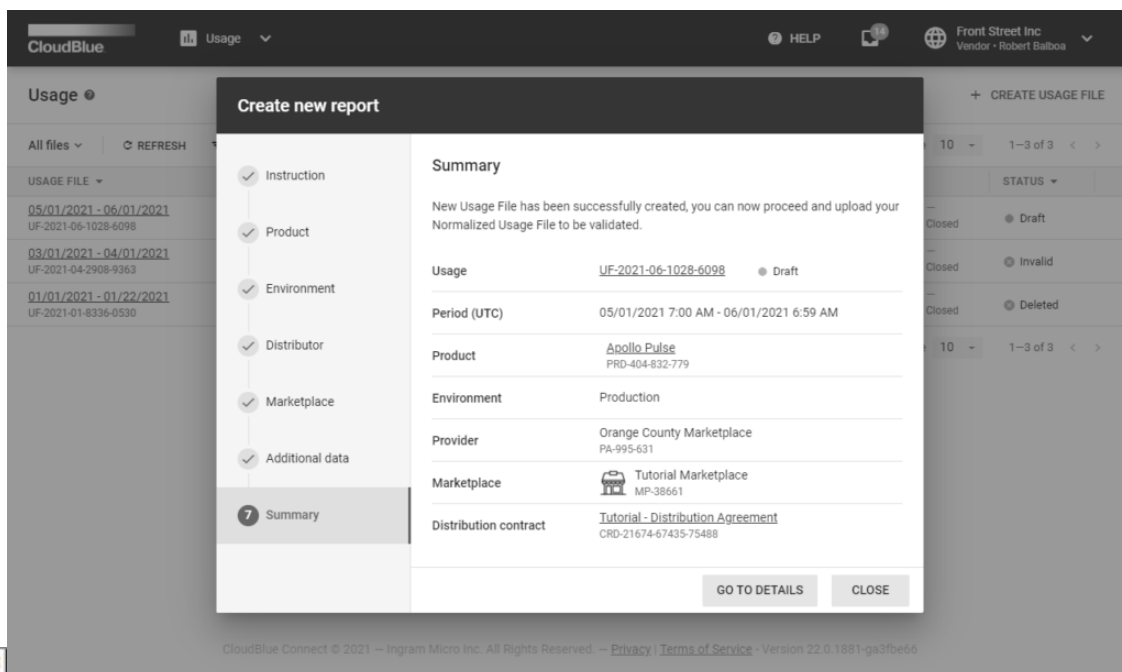 CloudBlue
Usage
HELP
14
Front Street Inc
Vendor • Robert Balboa
Usage
+ CREATE USAGE FILE
All files
REFRESH
10
1–3 of 3
USAGE FILE
STATUS
05/01/2021 - 06/01/2021
UF-2021-06-1028-6098
—
Closed
Draft
03/01/2021 - 04/01/2021
UF-2021-04-2908-9363
—
Closed
Invalid
01/01/2021 - 01/22/2021
UF-2021-01-8336-0530
—
Closed
Deleted
10
1–3 of 3
Create new report
Instruction
Product
Environment
Distributor
Marketplace
Additional data
7 Summary
Summary
New Usage File has been successfully created, you can now proceed and upload your
Normalized Usage File to be validated.
Usage UF-2021-06-1028-6098 Draft
Period (UTC) 05/01/2021 7:00 AM - 06/01/2021 6:59 AM
Product Apollo Pulse
PRD-404-832-779
Environment Production
Provider Orange County Marketplace
PA-995-631
Marketplace Tutorial Marketplace
MP-38661
Distribution contract Tutorial - Distribution Agreement
CRD-21674-67435-75488
GO TO DETAILS CLOSE
CloudBlue Connect © 2021 — Ingram Micro Inc. All Rights Reserved. — Privacy | Terms of Service - Version 22.0.1881-ga3fbe66